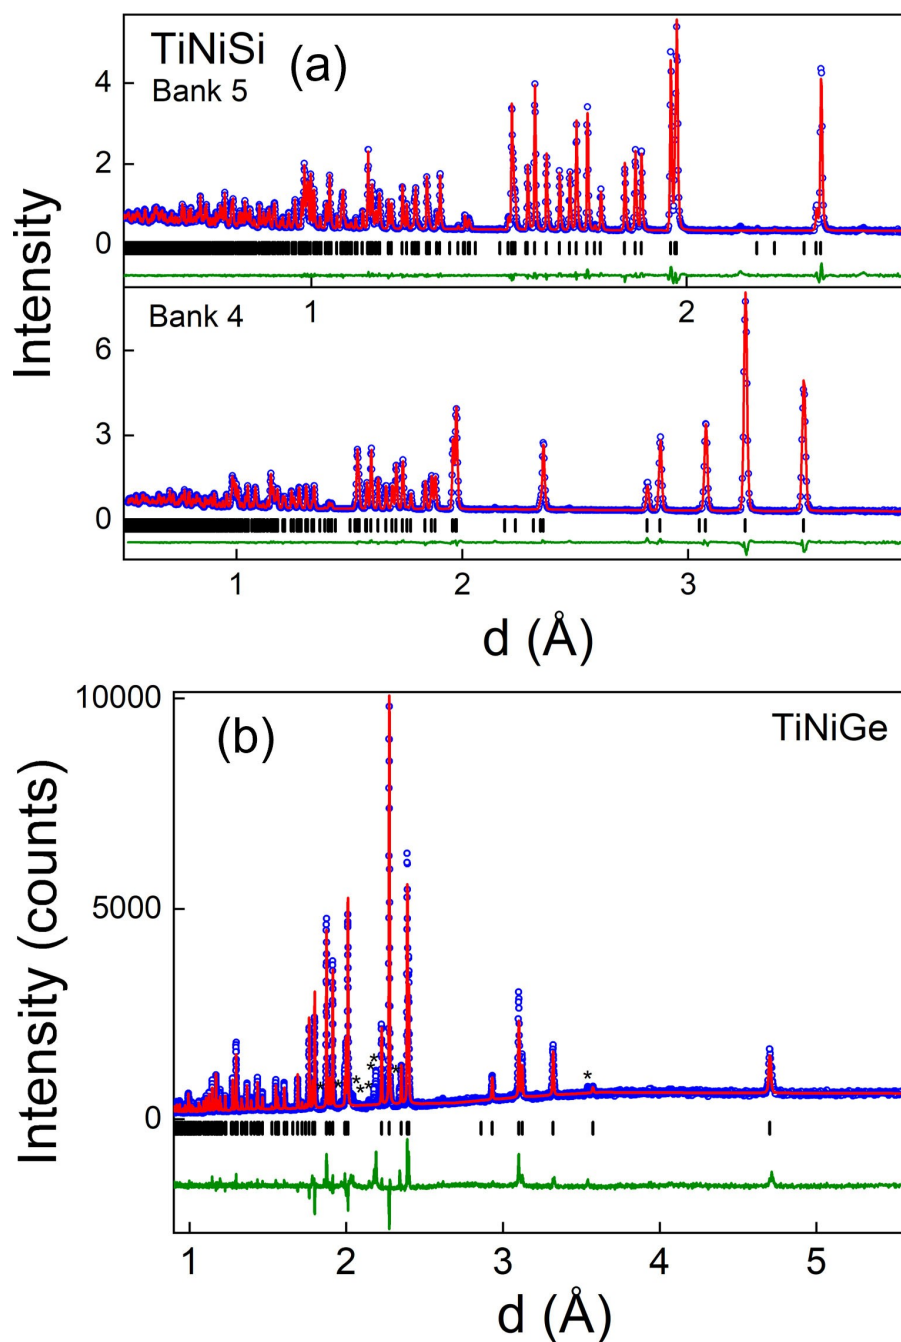 TiNiSi (a)
Bank 5
4
2
0
1 2
Bank 4
6
3
0
1 2 3
Intensity
d (Å)
10000
(b) TiNiGe
5000
* * * * * * * * *
0
Intensity (counts)
1 2 3 4 5
d (Å)